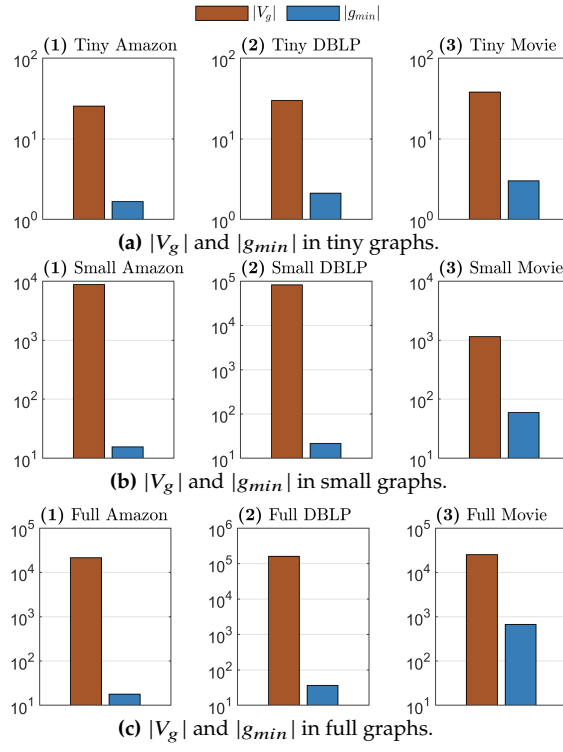 |V_g| |g_min|
(1) Tiny Amazon (2) Tiny DBLP (3) Tiny Movie
10^2 10^2 10^2
10^1 10^1 10^1
10^0 10^0 10^0
(a) |V_g| and |g_min| in tiny graphs.
(1) Small Amazon (2) Small DBLP (3) Small Movie
10^4 10^5 10^4
10^4
10^3 10^3
10^3
10^2 10^2 10^2
10^1 10^1 10^1
(b) |V_g| and |g_min| in small graphs.
(1) Full Amazon (2) Full DBLP (3) Full Movie
10^5 10^6 10^5
10^5
10^4 10^4 10^4
10^3 10^3 10^3
10^2 10^2 10^2
10^1 10^1 10^1
(c) |V_g| and |g_min| in full graphs.